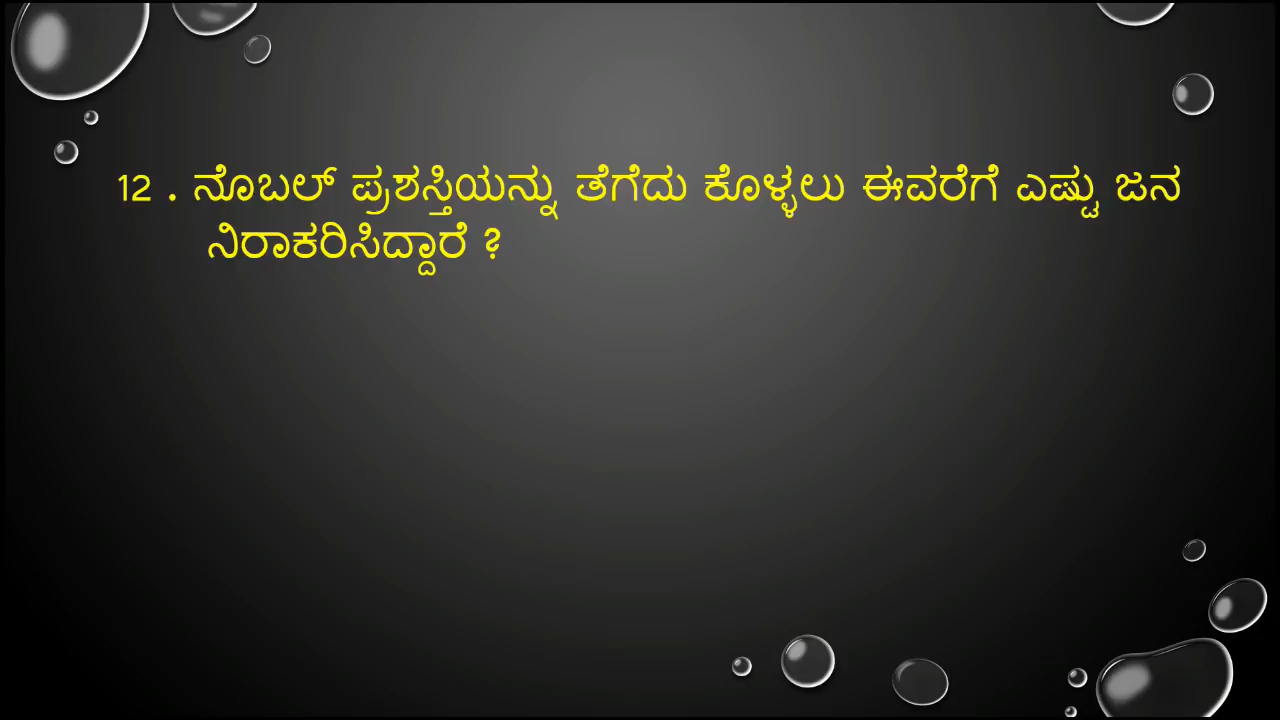 12 . ನೊಬಲ್ ಪ್ರಶಸ್ತಿಯನ್ನು ತೆಗೆದು ಕೊಳ್ಳಲು ಈವರೆಗೆ ಎಷ್ಟು ಜನ
ನಿರಾಕರಿಸಿದ್ದಾರೆ ?